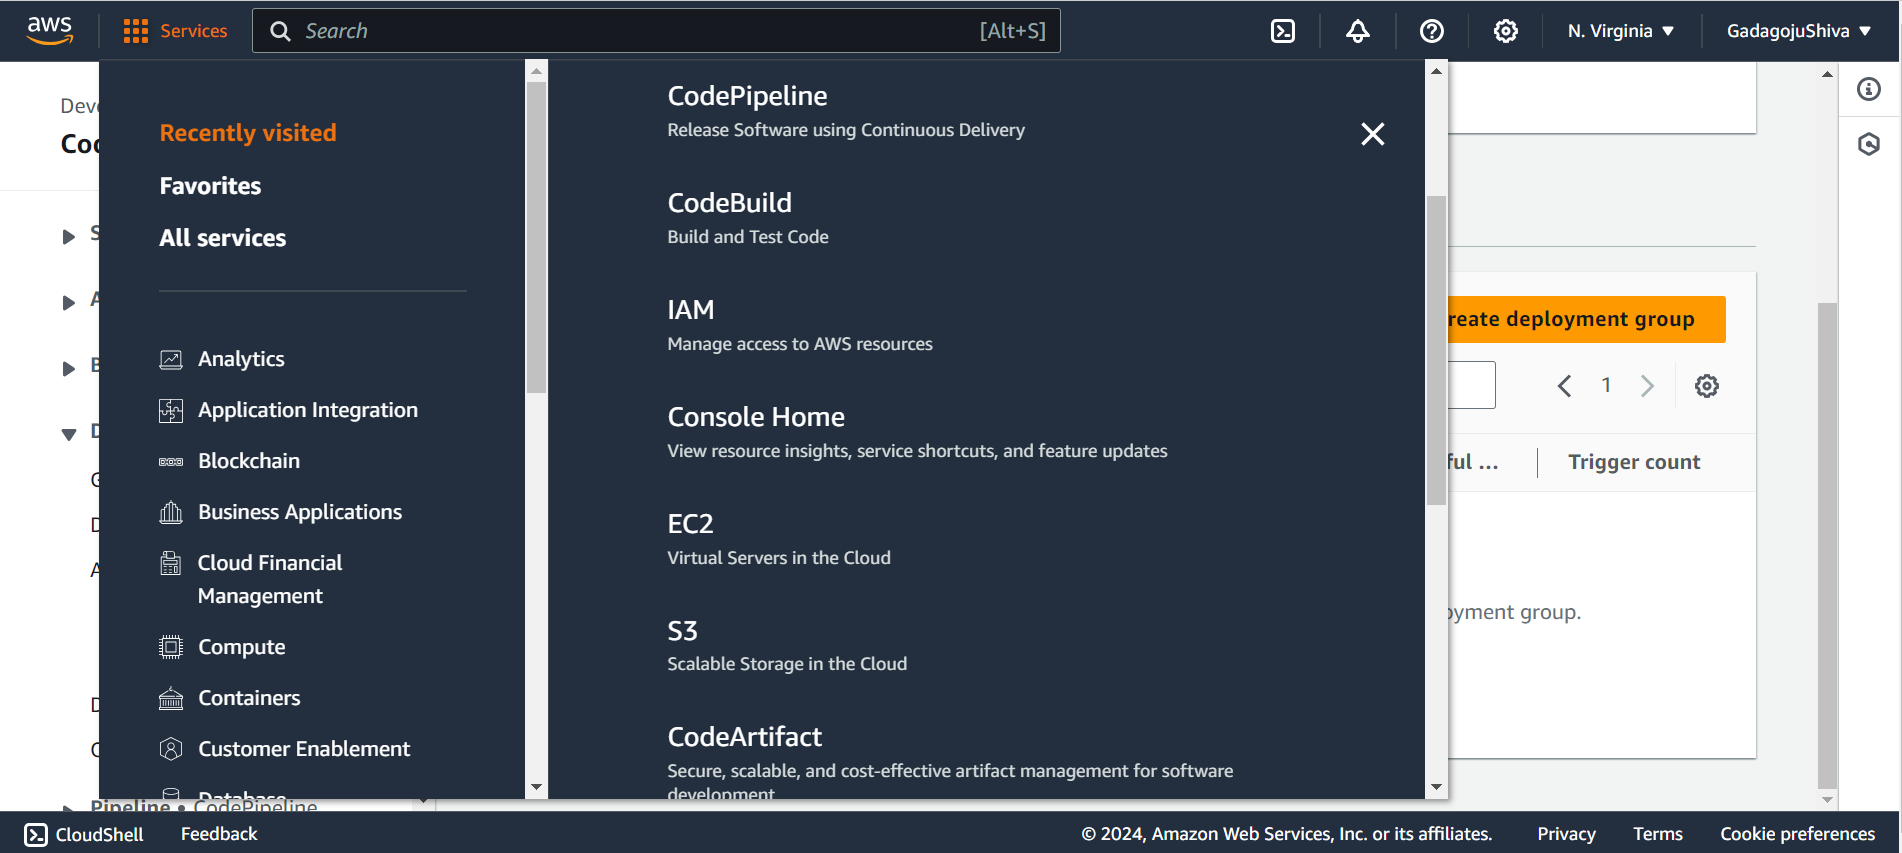 aws
Services
Search
[Alt+S]
N. Virginia
GadagojuShiva
Recently visited
Favorites
All services
Analytics
Application Integration
Blockchain
Business Applications
Cloud Financial
Management
Compute
Containers
Customer Enablement
Database
CodePipeline
Release Software using Continuous Delivery
CodeBuild
Build and Test Code
IAM
Manage access to AWS resources
Console Home
View resource insights, service shortcuts, and feature updates
EC2
Virtual Servers in the Cloud
S3
Scalable Storage in the Cloud
CodeArtifact
Secure, scalable, and cost-effective artifact management for software
development
reate deployment group
1
ful ...
Trigger count
oyment group.
Pipeline • CodePipeline
CloudShell
Feedback
© 2024, Amazon Web Services, Inc. or its affiliates.
Privacy
Terms
Cookie preferences